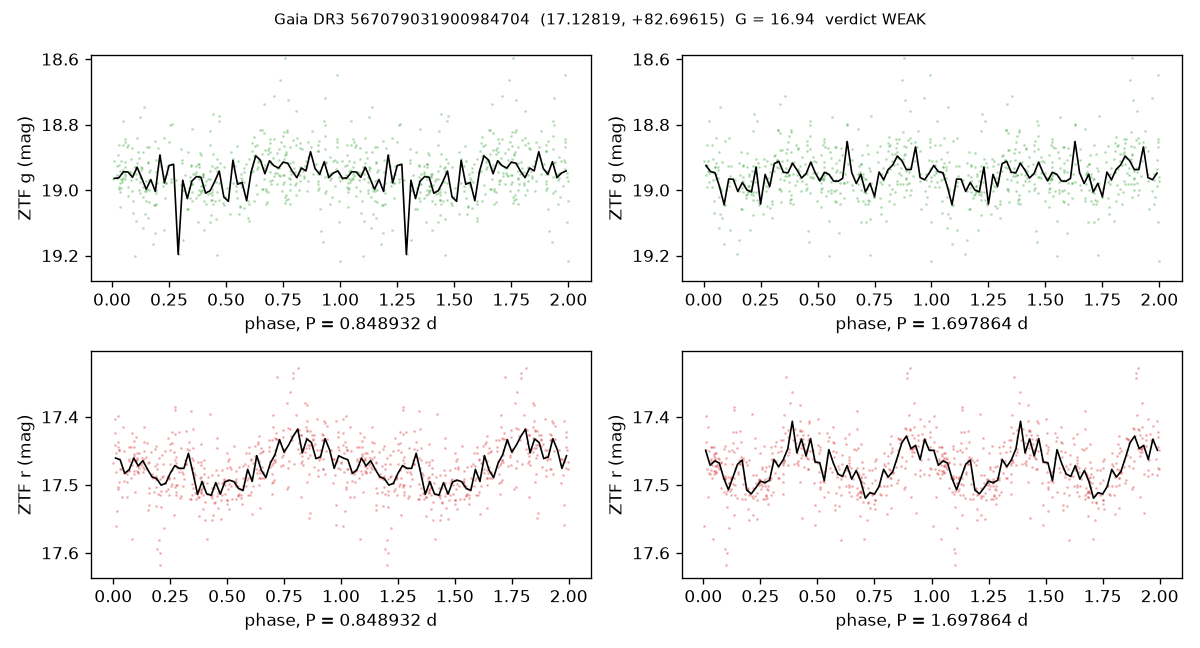 Gaia DR3 567079031900984704 (17.12819, +82.69615) G = 16.94 verdict WEAK
18.6
18.8
19.0
19.2
ZTF g (mag)
0.00 0.25 0.50 0.75 1.00 1.25 1.50 1.75 2.00
phase, P = 0.848932 d
18.6
18.8
19.0
19.2
ZTF g (mag)
0.00 0.25 0.50 0.75 1.00 1.25 1.50 1.75 2.00
phase, P = 1.697864 d
17.4
17.5
17.6
ZTF r (mag)
0.00 0.25 0.50 0.75 1.00 1.25 1.50 1.75 2.00
phase, P = 0.848932 d
17.4
17.5
17.6
ZTF r (mag)
0.00 0.25 0.50 0.75 1.00 1.25 1.50 1.75 2.00
phase, P = 1.697864 d